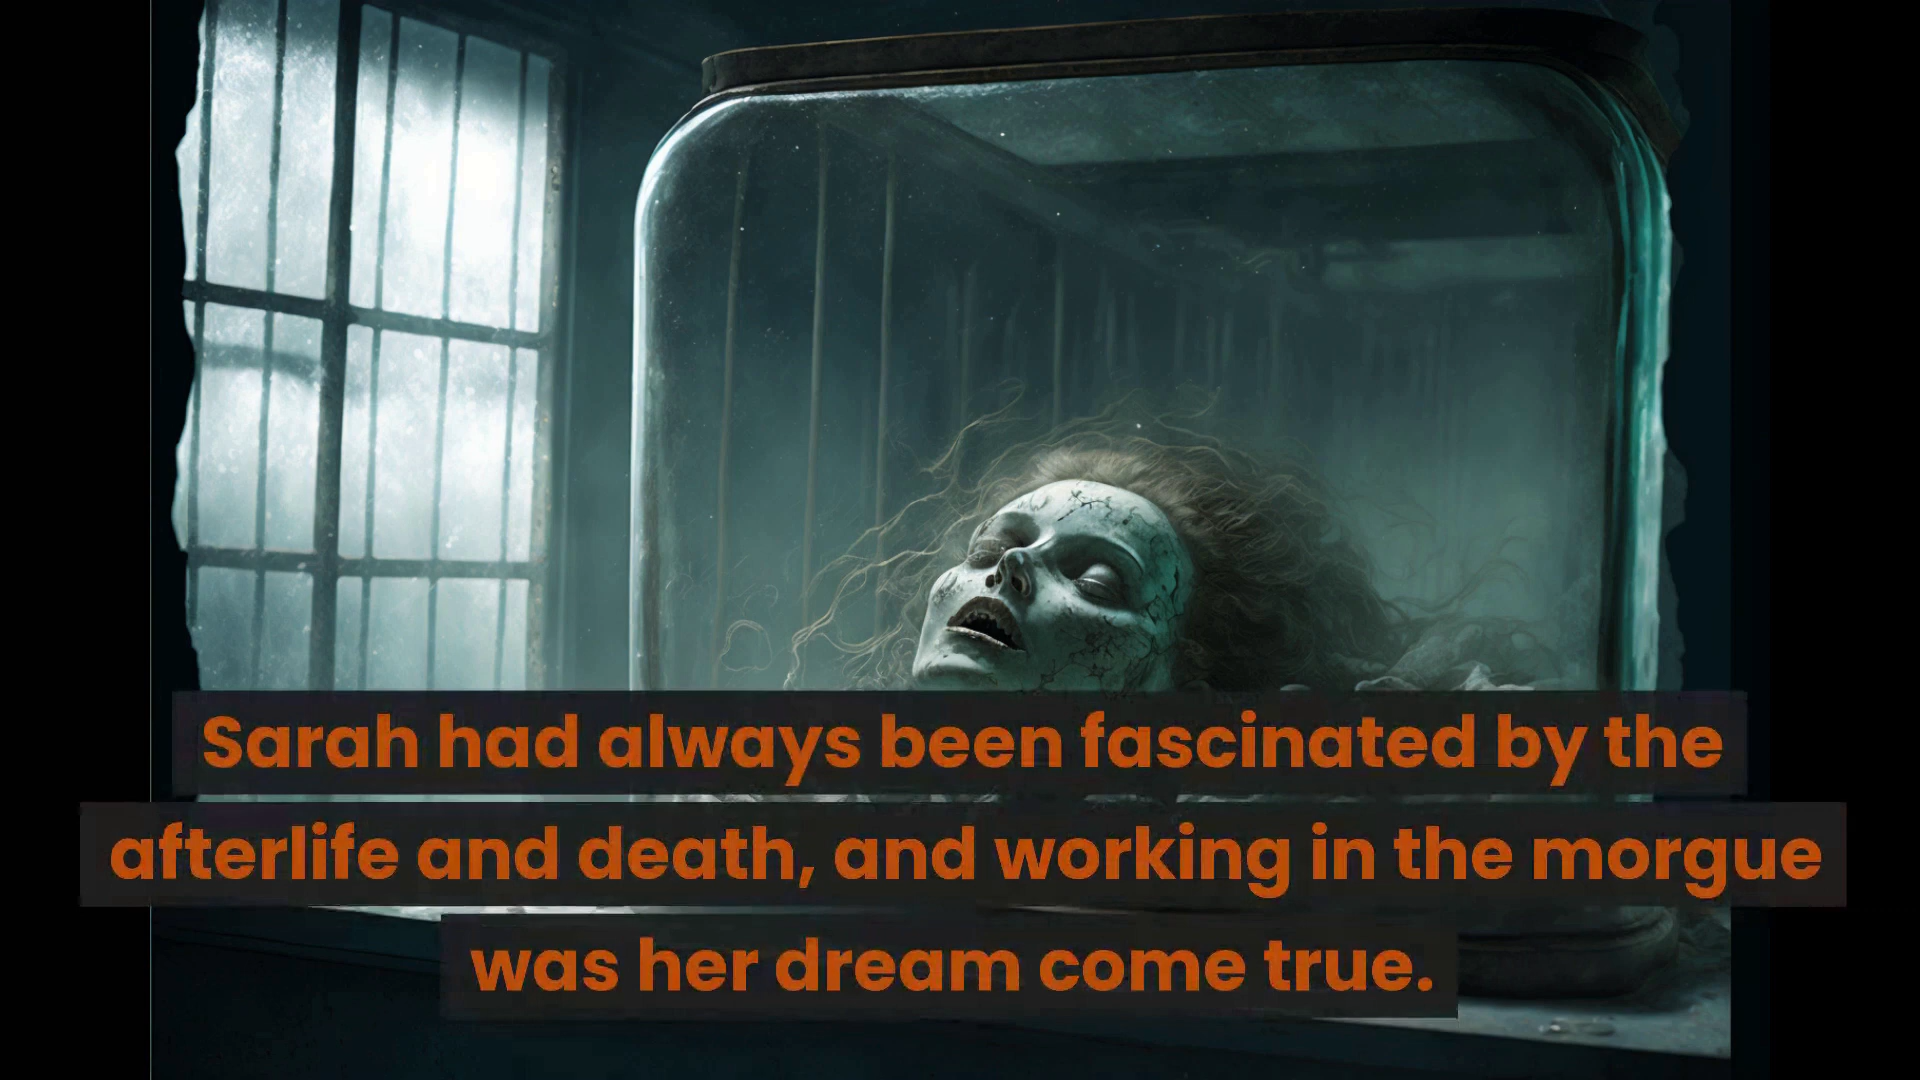 Sarah had always been fascinated by the
afterlife and death, and working in the morgue
was her dream come true.